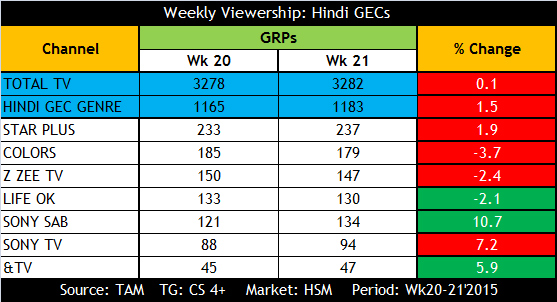 Weekly Viewership: Hindi GECs
Channel GRPs % Change
Wk 20 Wk 21
TOTAL TV 3278 3282 0.1
HINDI GEC GENRE 1165 1183 1.5
STAR PLUS 233 237 1.9
COLORS 185 179 -3.7
Z ZEE TV 150 147 -2.4
LIFE OK 133 130 -2.1
SONY SAB 121 134 10.7
SONY TV 88 94 7.2
&TV 45 47 5.9
Source: TAM TG: CS 4+ Market: HSM Period: Wk20-21'2015